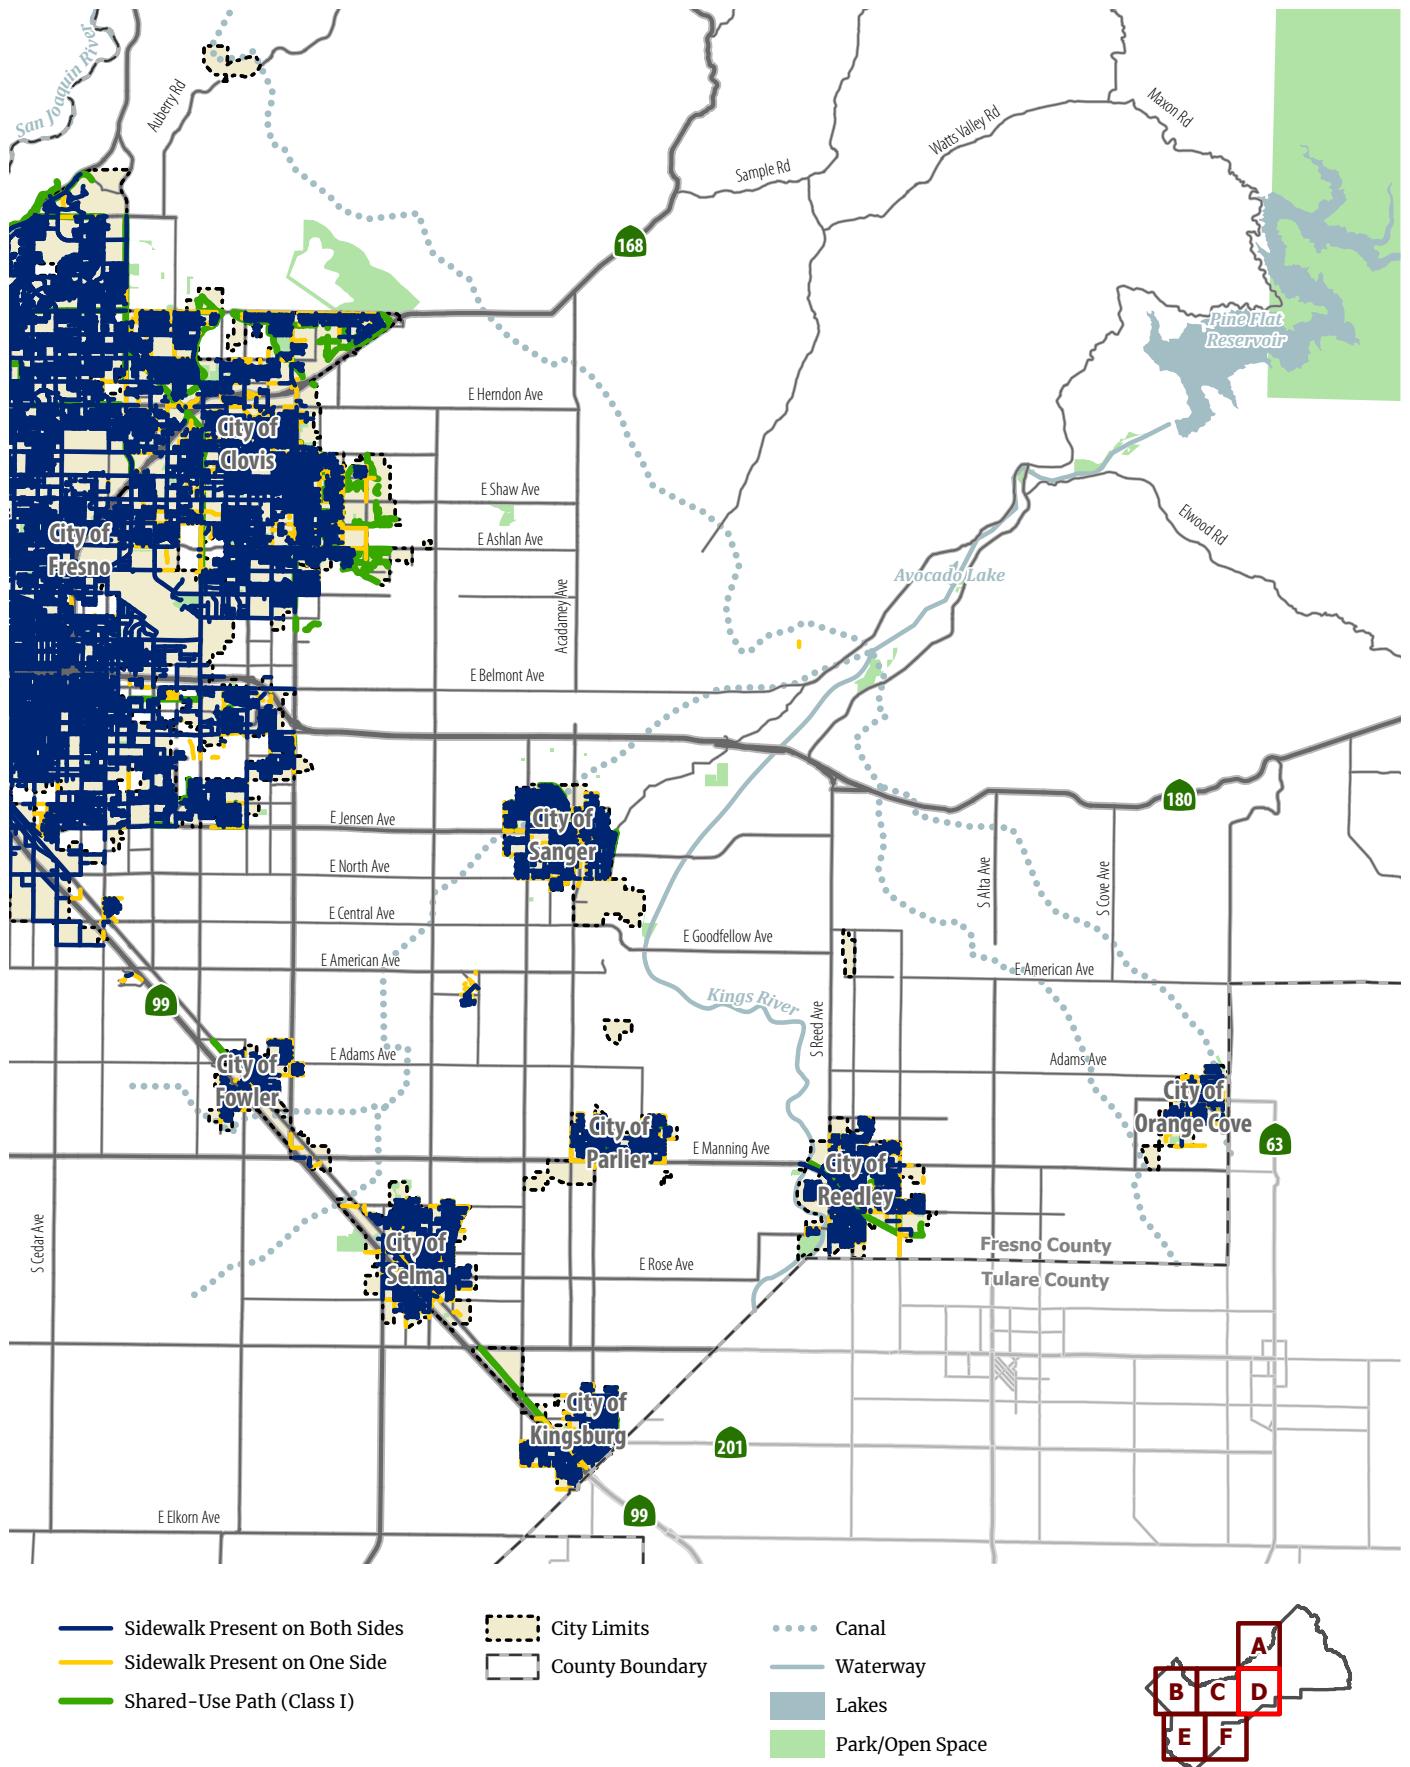 San Joaquin River
Auberry Rd
Maxon Rd
Watts Valley Rd
Sample Rd
168
Pine Flat
Reservoir
E Herndon Ave
City of
Clovis
E Shaw Ave
Elwood Rd
City of
Fresno
E Ashlan Ave
Avocado Lake
Acadamey Ave
E Belmont Ave
180
E Jensen Ave
City of
Sanger
E North Ave
S Alta Ave
S Cove Ave
E Central Ave
E Goodfellow Ave
E American Ave
E American Ave
99
Kings River
S Reed Ave
E Adams Ave
Adams Ave
City of
Fowler
City of
Orange Cove
City of
Parlier
63
E Manning Ave
City of
Reedley
S Cedar Ave
City of
Selma
Fresno County
E Rose Ave
Tulare County
City of
Kingsburg
201
99
E Elkorn Ave
Sidewalk Present on Both Sides
City Limits
Canal
Sidewalk Present on One Side
County Boundary
Waterway
Shared-Use Path (Class I)
Lakes
Park/Open Space
A
B C D
E F